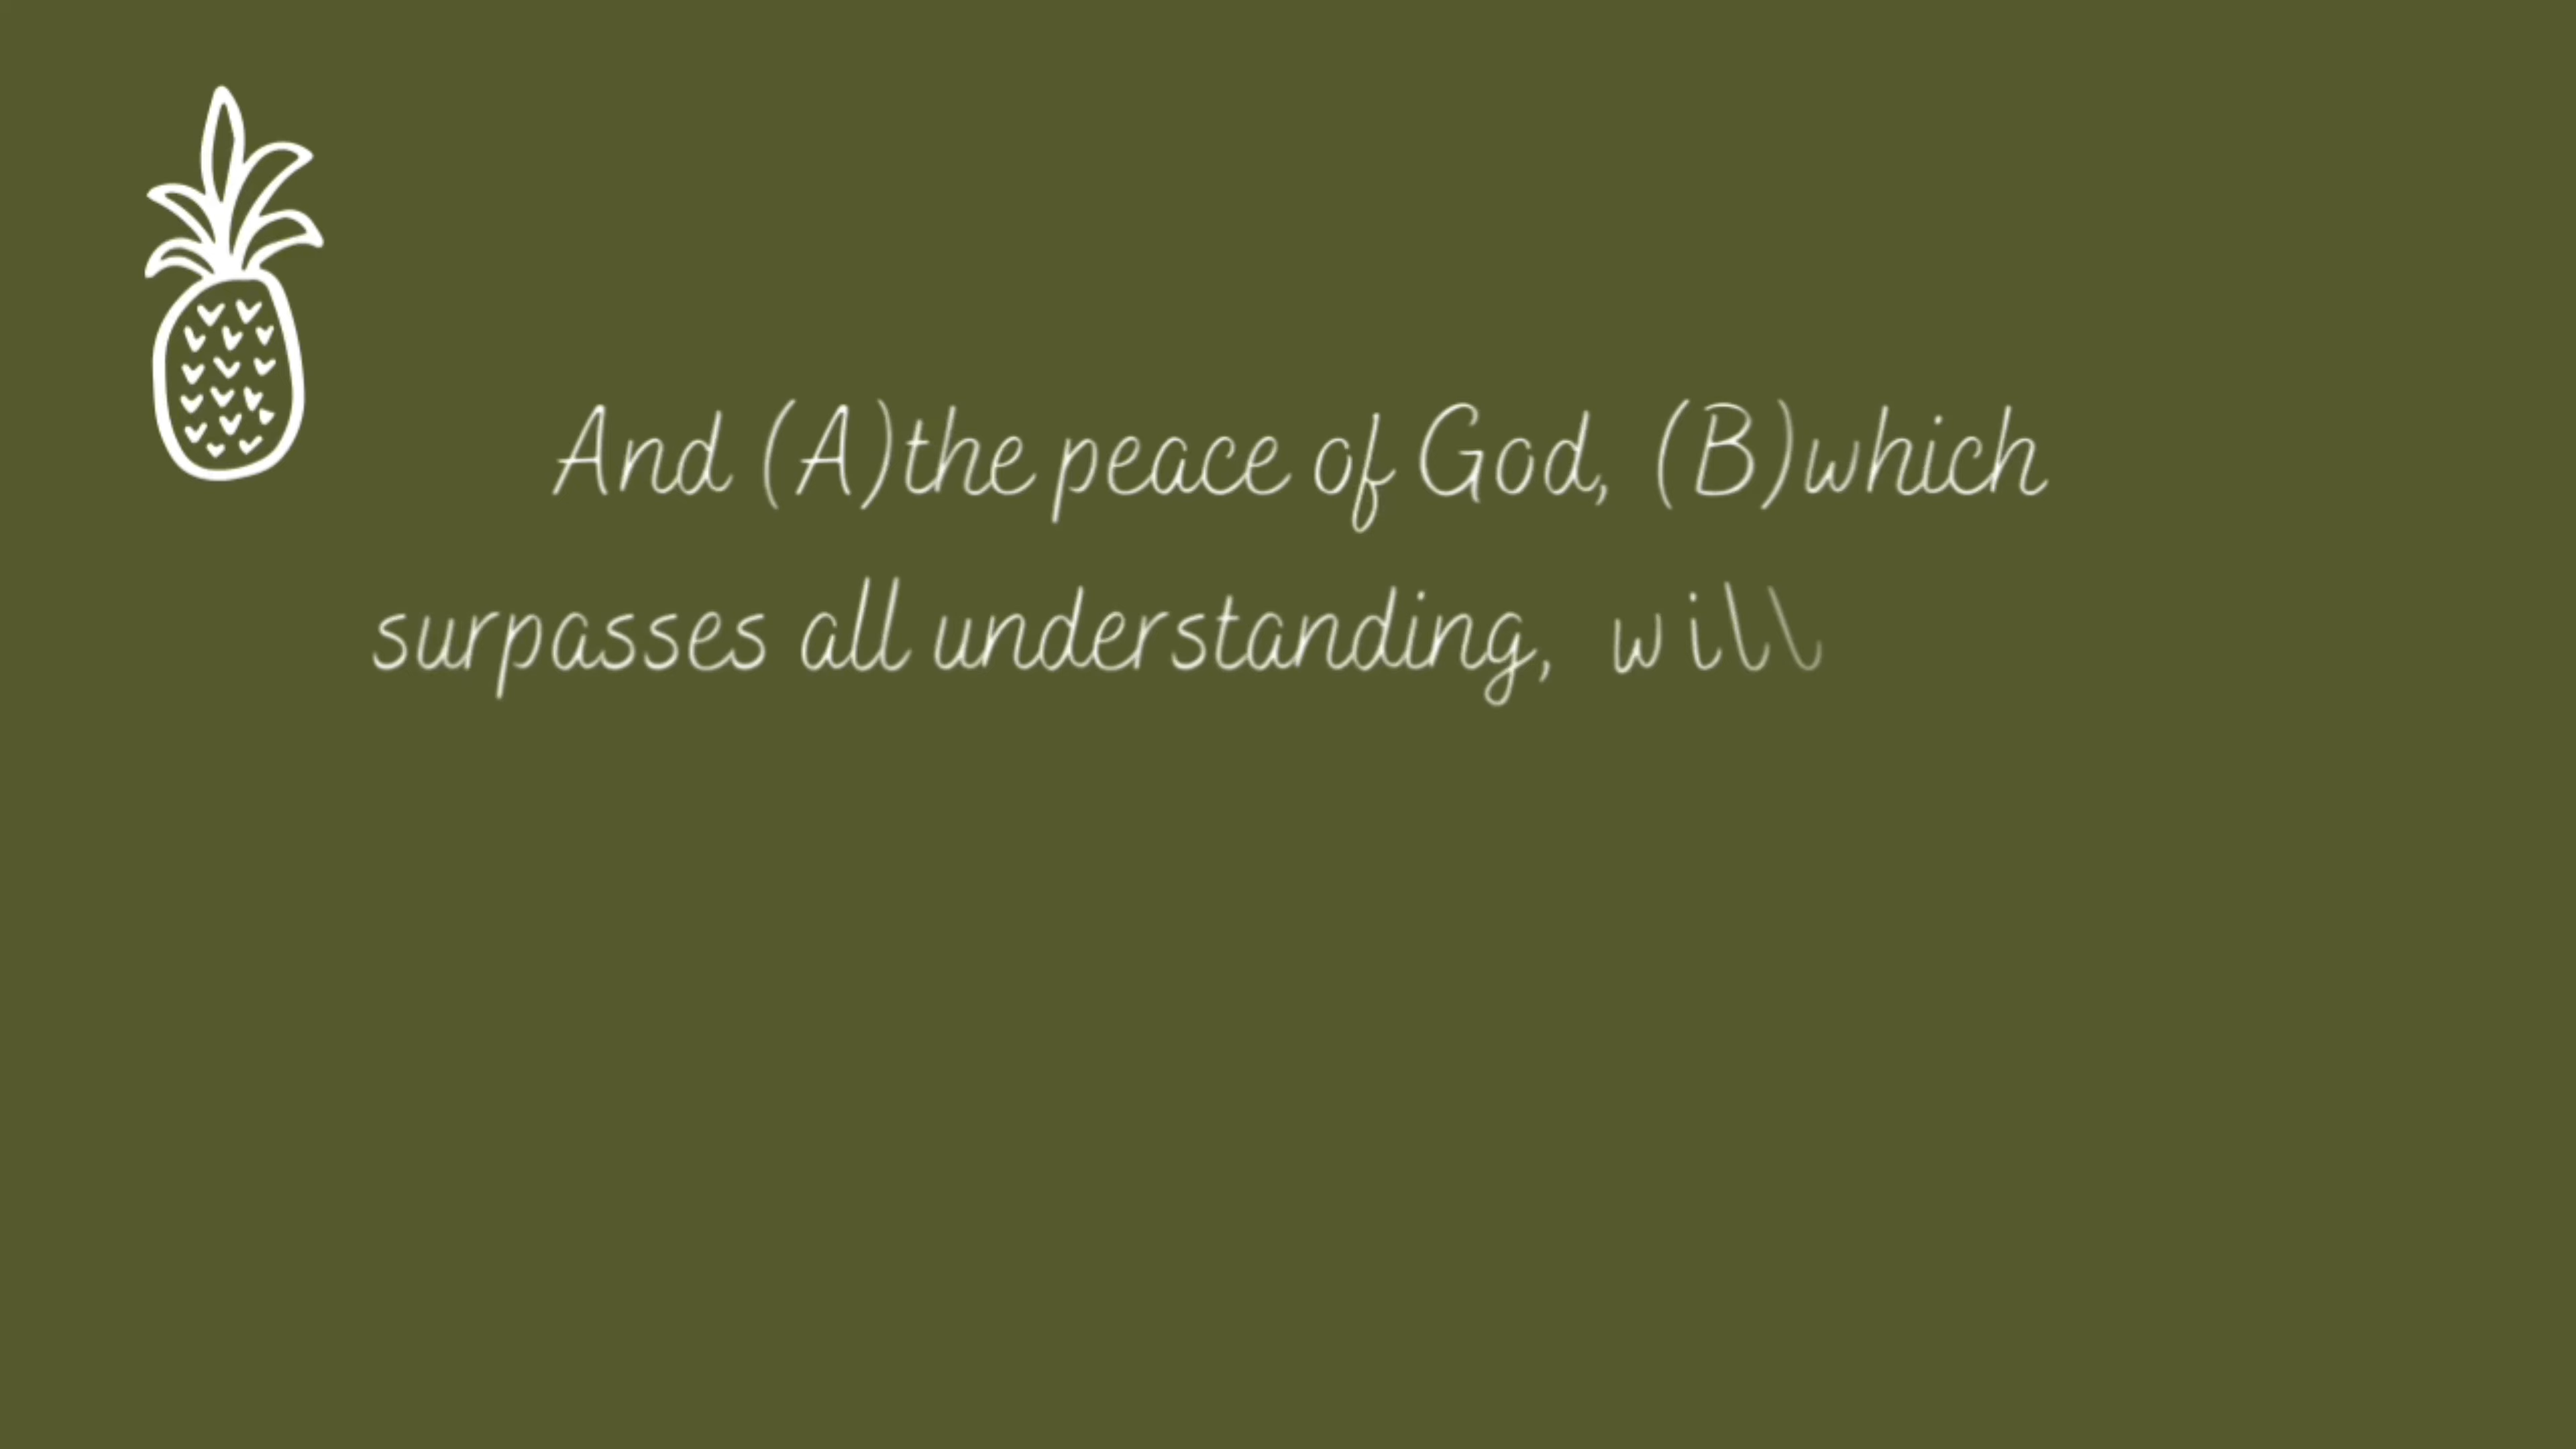 And (A)the peace of God, (B)which
surpasses all understanding, will